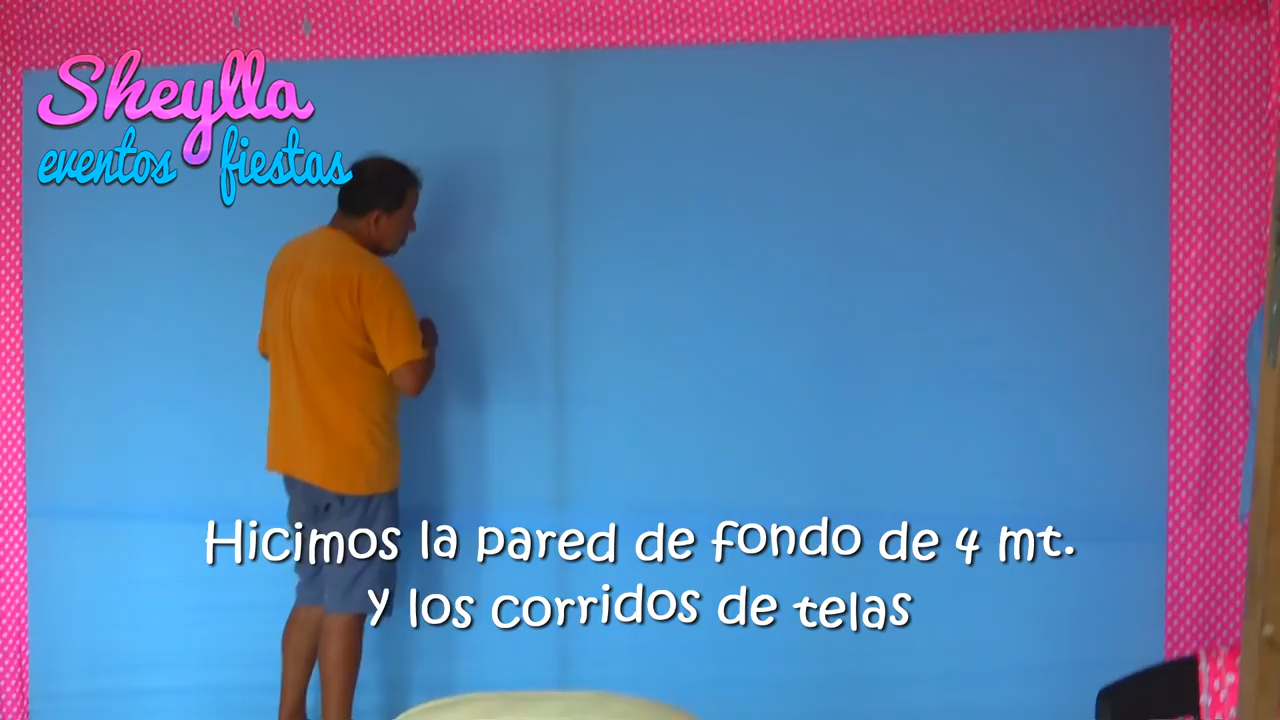 Sheylla
eventos fiestas
Hicimos la pared de fondo de 4 mt.
y los corridos de telas